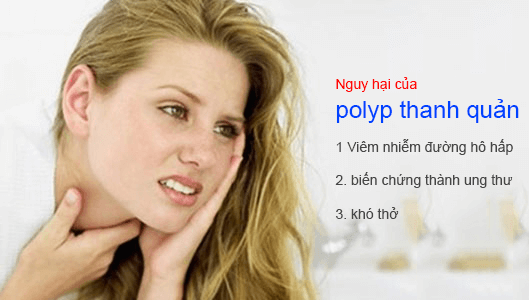 Nguy hại của
polyp thanh quản
1 Viêm nhiễm đường hô hấp
2. biến chứng thành ung thư
3. khó thở